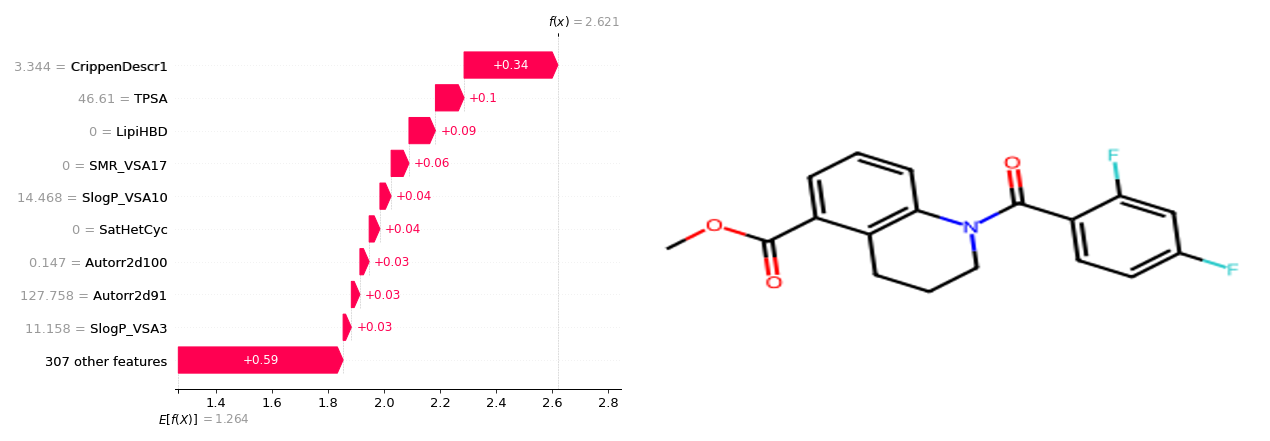 f(x) = 2.621
3.344 = CrippenDescr1
+0.34
46.61 = TPSA
+0.1
0 = LipiHBD
+0.09
0 = SMR_VSA17
+0.06
14.468 = SlogP_VSA10
+0.04
0 = SatHetCyc
+0.04
0.147 = Autorr2d100
+0.03
127.758 = Autorr2d91
+0.03
11.158 = SlogP_VSA3
+0.03
307 other features
+0.59
1.4 1.6 1.8 2.0 2.2 2.4 2.6 2.8
E[f(X)] = 1.264
O
F
O
N
O
F